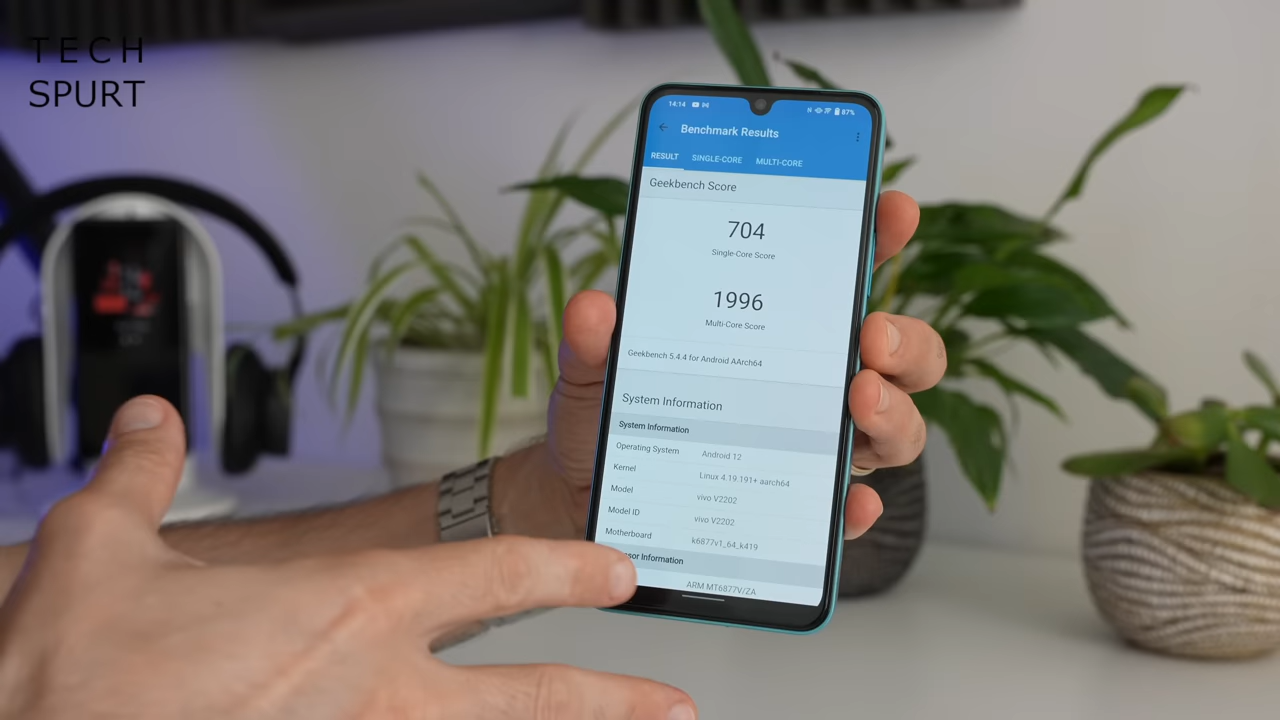 TECH
SPURT
14:14 87%
Benchmark Results
RESULT SINGLE-CORE MULTI-CORE
Geekbench Score
704
Single-Core Score
1996
Multi-Core Score
Geekbench 5.4.4 for Android AArch64
System Information
System Information
Operating System Android 12
Kernel Linux 4.19.191+ aarch64
Model vivo V2202
Model ID vivo V2202
Motherboard k6877v1_64_k419
Information
ARM MT6877V/ZA